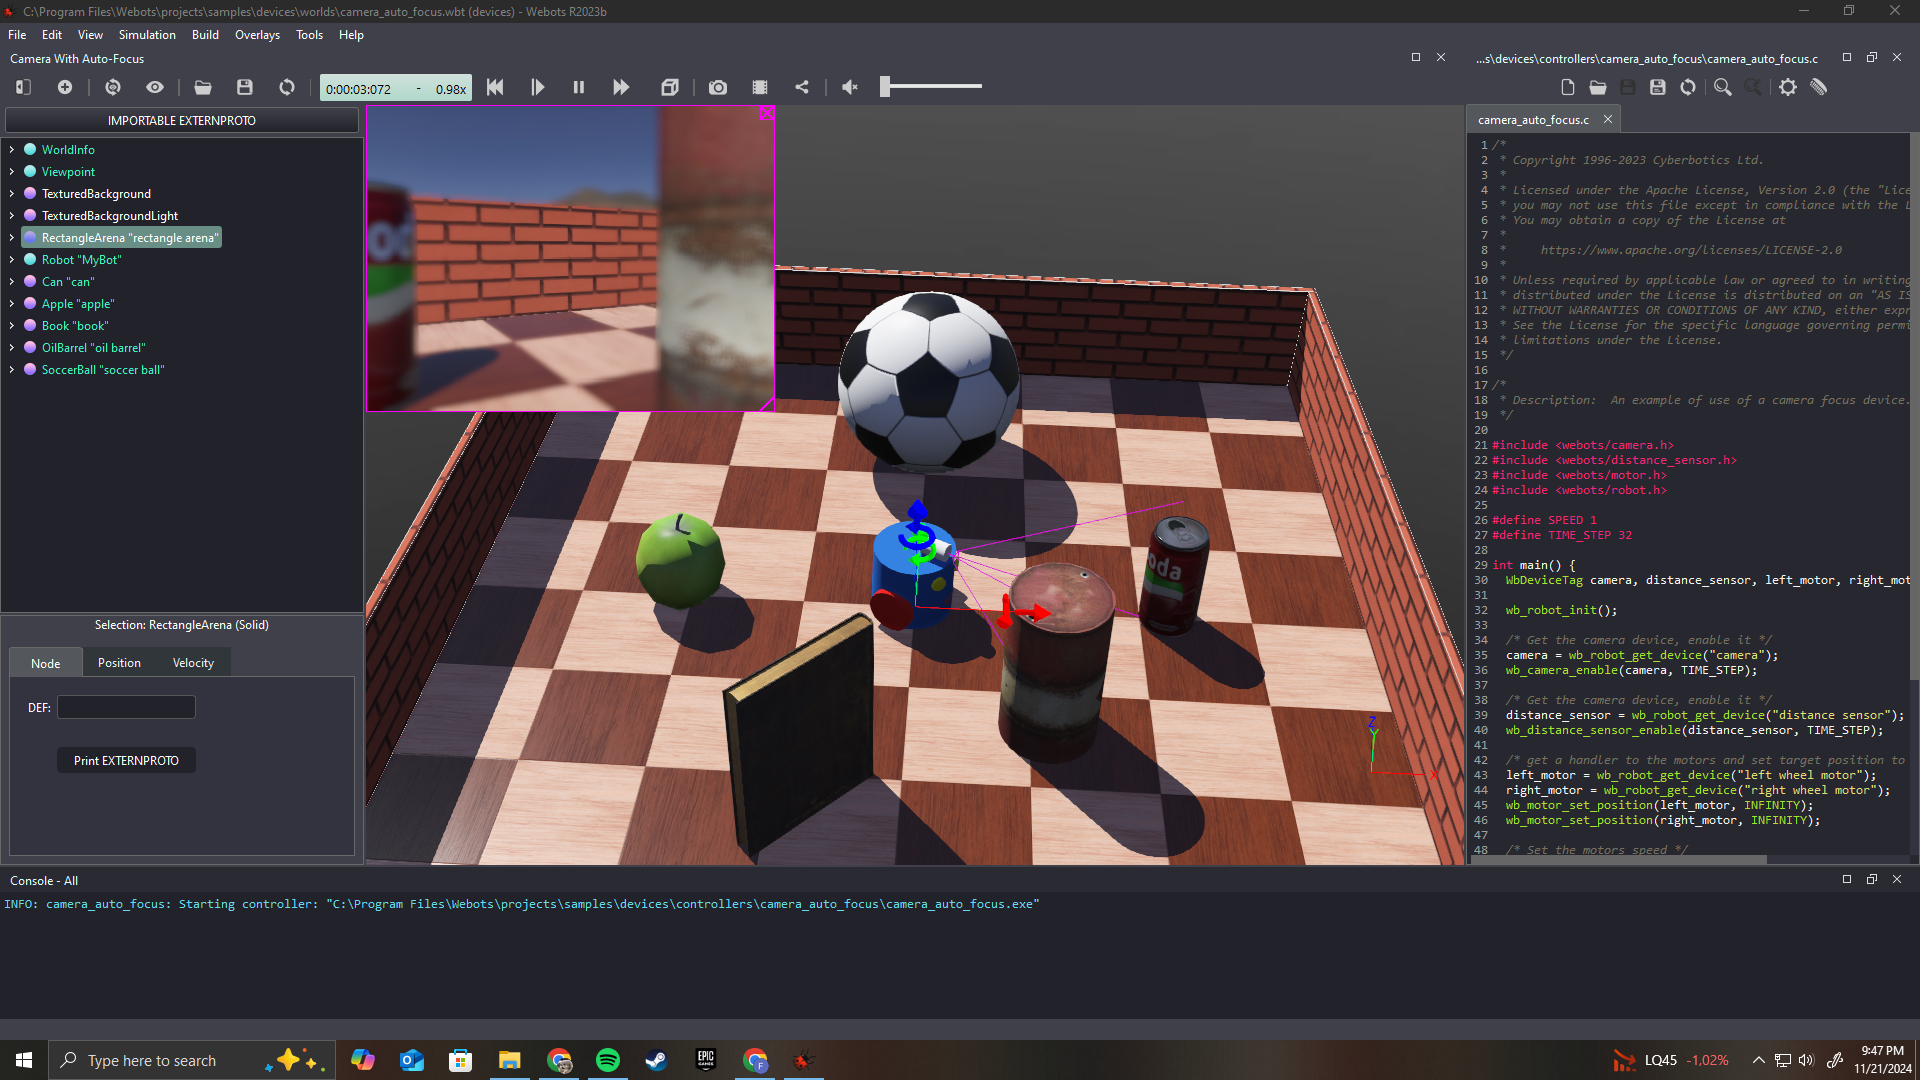 C:\Program Files\Webots\projects\samples\devices\worlds\camera_auto_focus.wbt (devices) - Webots R2023b
File Edit View Simulation Build Overlays Tools Help
Camera With Auto-Focus
...s\devices\controllers\camera_auto_focus\camera_auto_focus.c
0:00:03:072 - 0.98x
IMPORTABLE EXTERNPROTO
WorldInfo
Viewpoint
TexturedBackground
TexturedBackgroundLight
RectangleArena "rectangle arena"
Robot "MyBot"
Can "can"
Apple "apple"
Book "book"
OilBarrel "oil barrel"
SoccerBall "soccer ball"
Selection: RectangleArena (Solid)
Node Position Velocity
DEF:
Print EXTERNPROTO
oda
Z
Y
X
camera_auto_focus.c
1 /*
2 * Copyright 1996-2023 Cyberbotics Ltd.
3 *
4 * Licensed under the Apache License, Version 2.0 (the "Lice
5 * you may not use this file except in compliance with the L
6 * You may obtain a copy of the License at
7 *
8 * https://www.apache.org/licenses/LICENSE-2.0
9 *
10 * Unless required by applicable law or agreed to in writing
11 * distributed under the License is distributed on an "AS IS
12 * WITHOUT WARRANTIES OR CONDITIONS OF ANY KIND, either expr
13 * See the License for the specific language governing permi
14 * limitations under the License.
15 */
16
17 /*
18 * Description: An example of use of a camera focus device.
19 */
20
21 #include <webots/camera.h>
22 #include <webots/distance_sensor.h>
23 #include <webots/motor.h>
24 #include <webots/robot.h>
25
26 #define SPEED 1
27 #define TIME_STEP 32
28
29 int main() {
30 WbDeviceTag camera, distance_sensor, left_motor, right_mot
31
32 wb_robot_init();
33
34 /* Get the camera device, enable it */
35 camera = wb_robot_get_device("camera");
36 wb_camera_enable(camera, TIME_STEP);
37
38 /* Get the camera device, enable it */
39 distance_sensor = wb_robot_get_device("distance sensor");
40 wb_distance_sensor_enable(distance_sensor, TIME_STEP);
41
42 /* get a handler to the motors and set target position to
43 left_motor = wb_robot_get_device("left wheel motor");
44 right_motor = wb_robot_get_device("right wheel motor");
45 wb_motor_set_position(left_motor, INFINITY);
46 wb_motor_set_position(right_motor, INFINITY);
47
48 /* Set the motors speed */
Console - All
INFO: camera_auto_focus: Starting controller: "C:\Program Files\Webots\projects\samples\devices\controllers\camera_auto_focus\camera_auto_focus.exe"
Type here to search
EPIC GAMES
LQ45 -1,02%
9:47 PM
11/21/2024